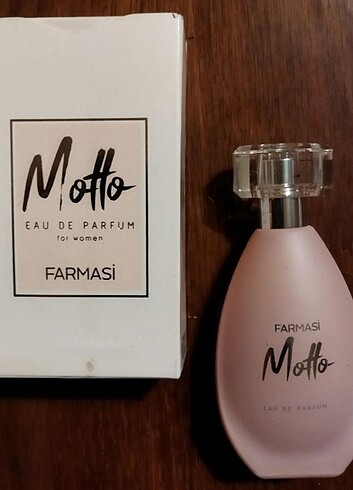 Motto
EAU DE PARFUM
for women
FARMASİ
FARMASİ
Motto
EAU DE PARFUM